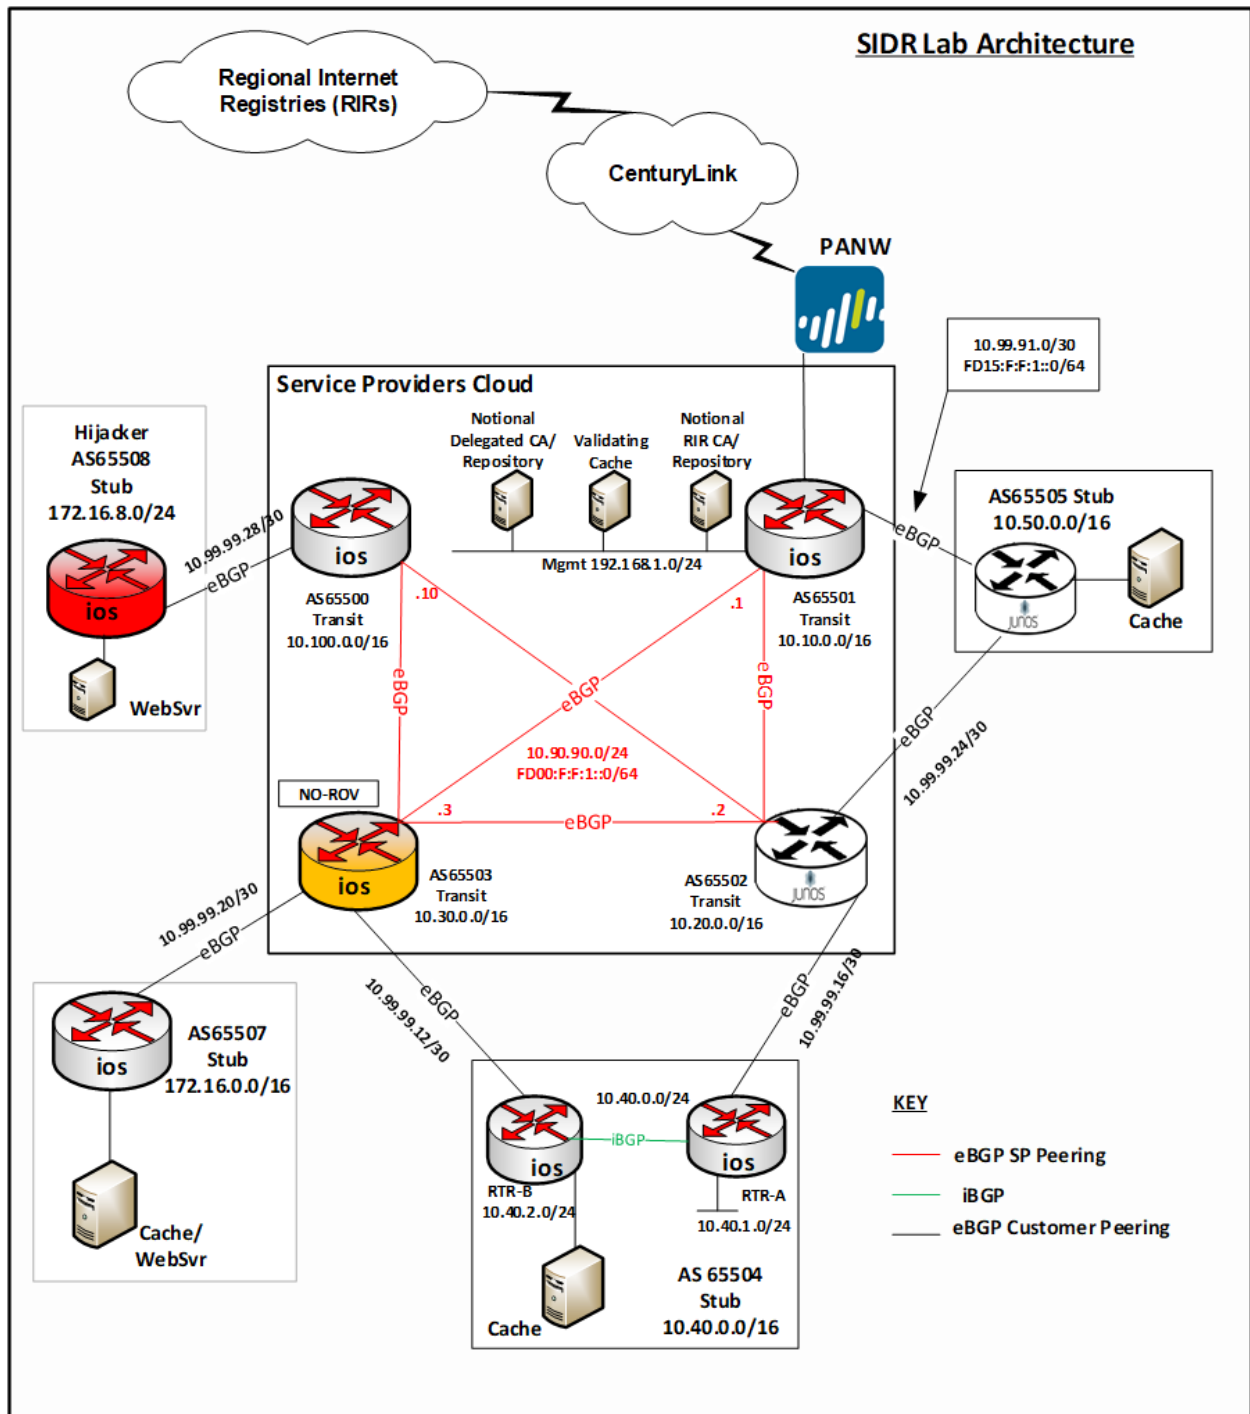 SIDR Lab Architecture
Regional Internet
Registries (RIRs)
CenturyLink
PANW
10.99.91.0/30
FD15:F:F:1::0/64
Service Providers Cloud
Notional
Delegated CA/
Repository
Validating
Cache
Notional
RIR CA/
Repository
Mgmt 192.168.1.0/24
Hijacker
AS65508
Stub
172.16.8.0/24
ios
WebSvr
10.99.99.28/30
eBGP
ios
AS65500
Transit
10.100.0.0/16
.10
ios
AS65501
Transit
10.10.0.0/16
.1
eBGP
AS65505 Stub
10.50.0.0/16
JUNOS
Cache
eBGP
eBGP
eBGP
10.90.90.0/24
FD00:F:F:1::0/64
eBGP
10.99.99.24/30
NO-ROV
.3
eBGP
.2
ios
AS65503
Transit
10.30.0.0/16
AS65502
Transit
10.20.0.0/16
JUNOS
10.99.99.20/30
eBGP
eBGP
10.99.99.12/30
eBGP
10.99.99.16/30
ios
AS65507
Stub
172.16.0.0/16
Cache/
WebSvr
10.40.0.0/24
iBGP
ios
RTR-B
10.40.2.0/24
ios
RTR-A
10.40.1.0/24
Cache
AS 65504
Stub
10.40.0.0/16
KEY
eBGP SP Peering
iBGP
eBGP Customer Peering